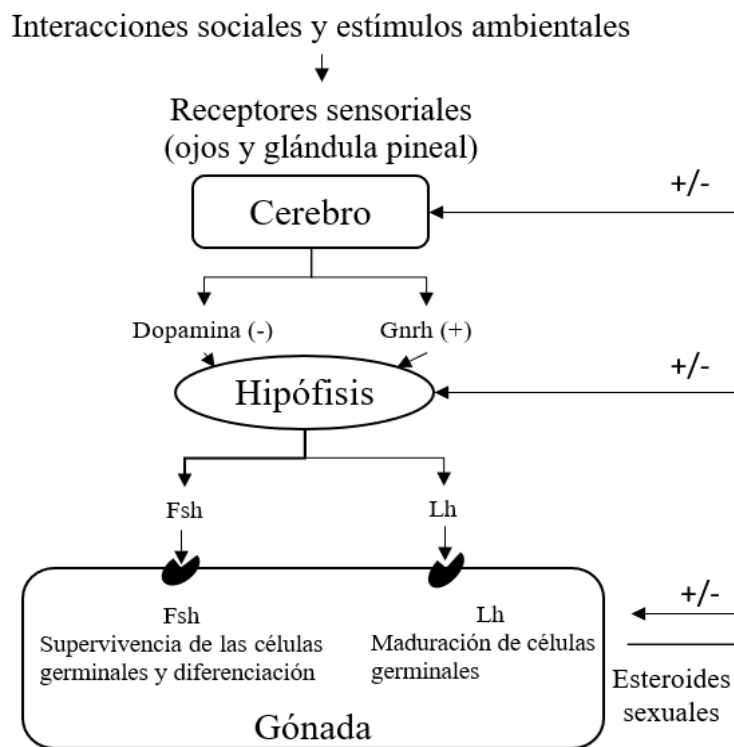 Interacciones sociales y estímulos ambientales
Receptores sensoriales
(ojos y glándula pineal)
+/-
Cerebro
Dopamina (-)
Gnrh (+)
+/-
Hipófisis
Fsh
Lh
+/-
Fsh
Supervivencia de las células
germinales y diferenciación
Lh
Maduración de células
germinales
Esteroides
sexuales
Gónada